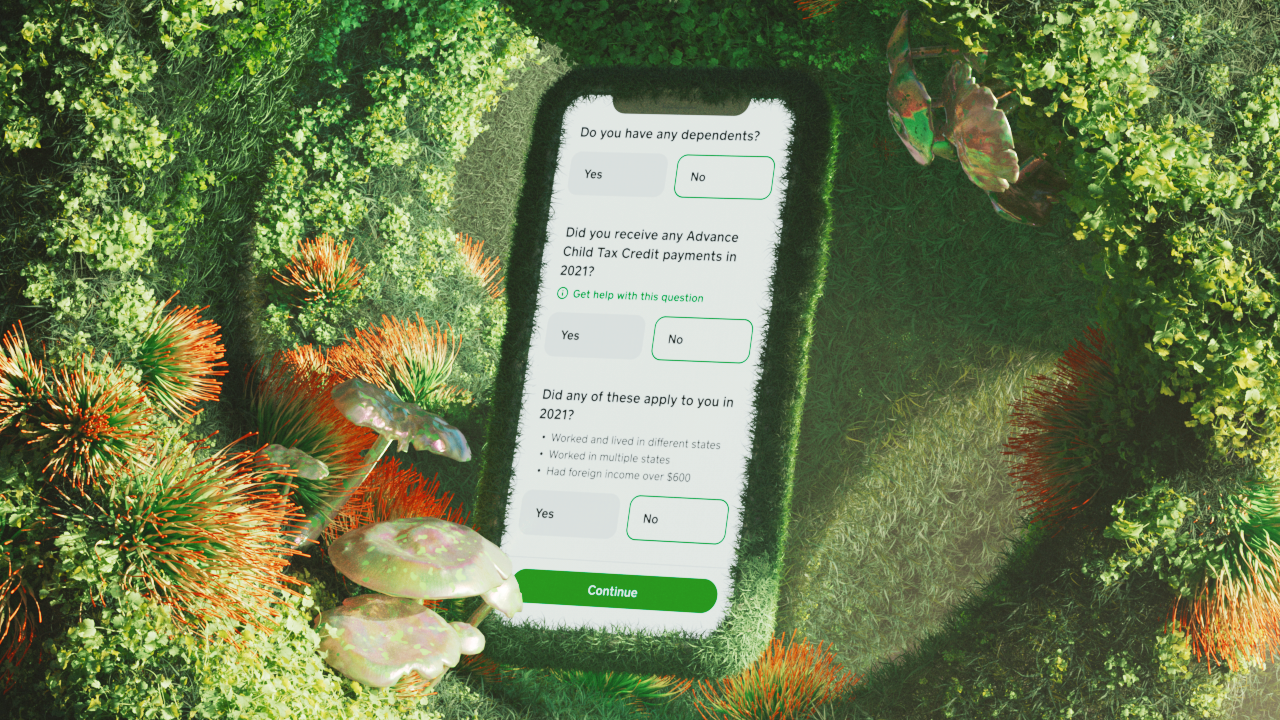 Do you have any dependents?
Yes No
Did you receive any Advance
Child Tax Credit payments in
2021?
Get help with this question
Yes No
Did any of these apply to you in
2021?
• Worked and lived in different states
• Worked in multiple states
• Had foreign income over $600
Yes No
Continue